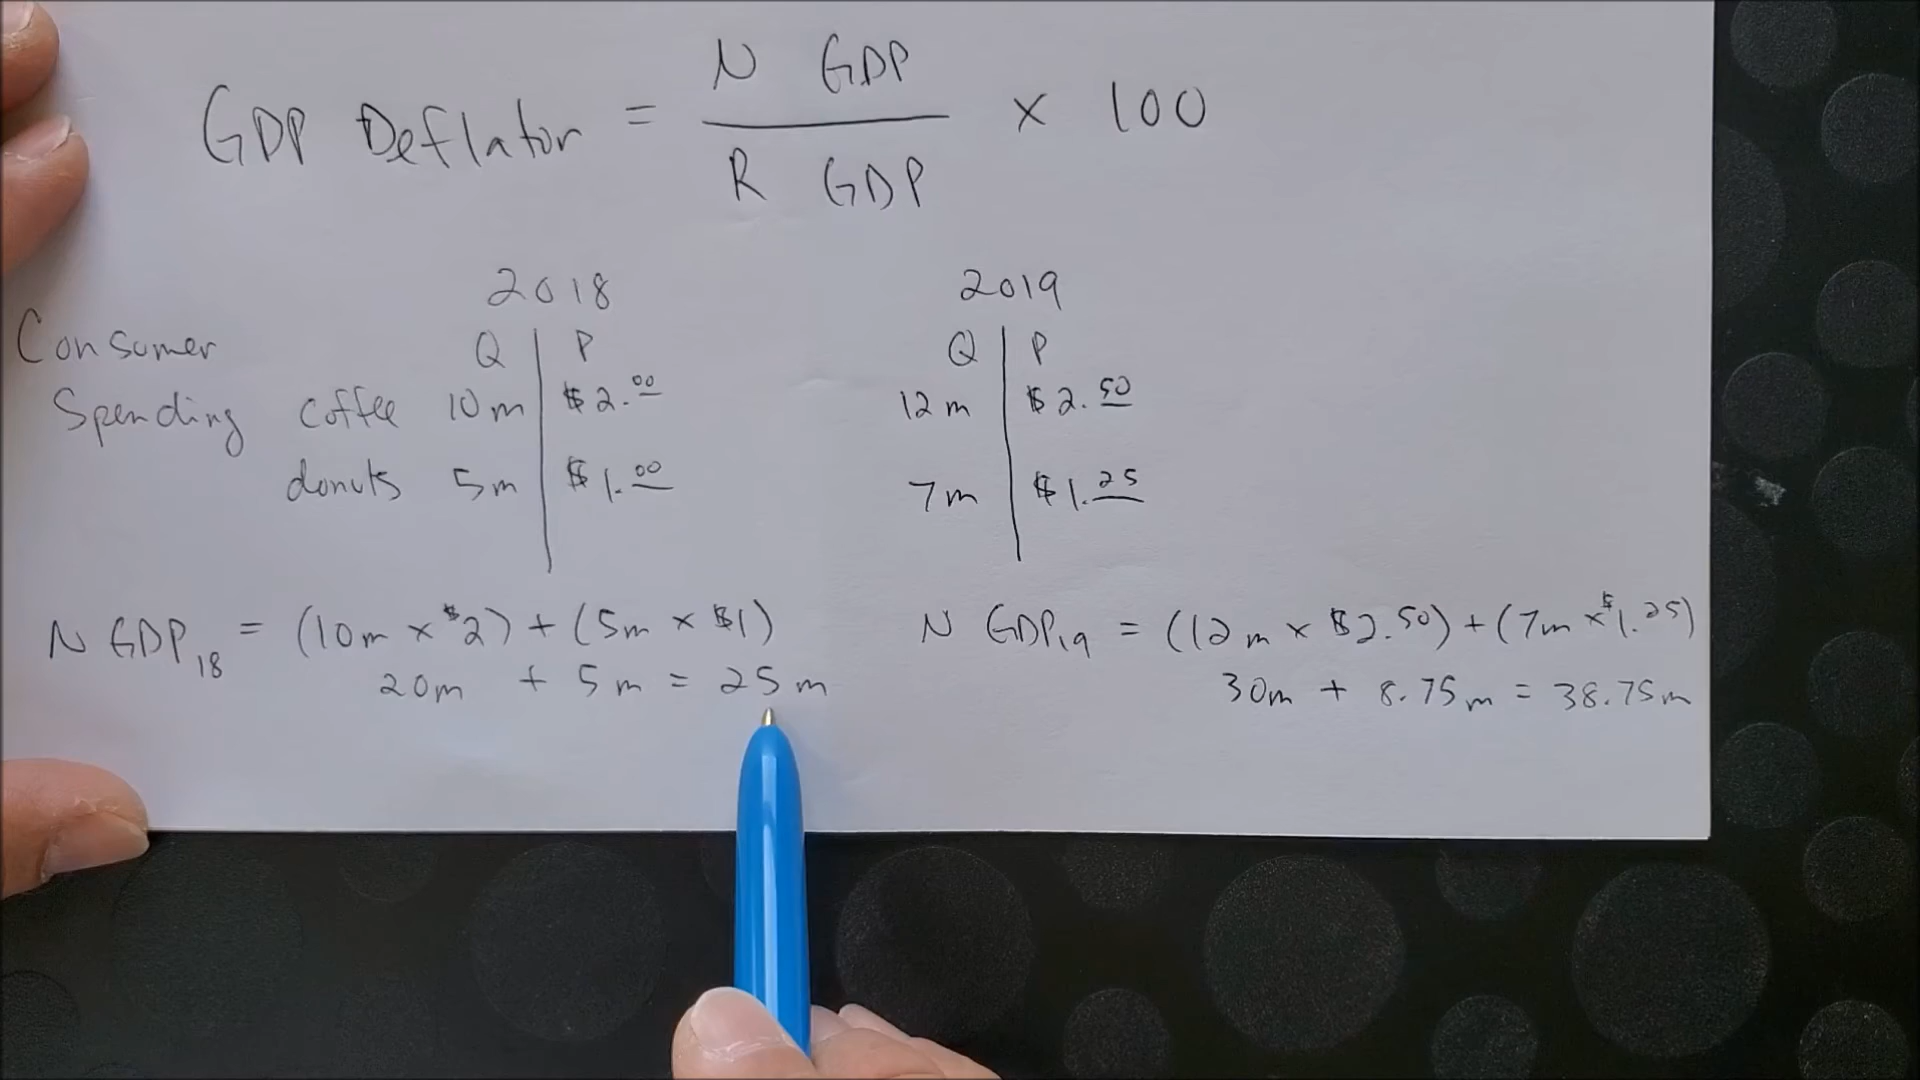 N GDP
GDP Deflator = ─── x 100
R GDP
2018 2019
Consumer Q P Q P
Spending coffee 10m $2.00 12m $2.50
donuts 5m $1.00 7m $1.25
N GDP18 = (10m x $2) + (5m x $1) N GDP19 = (12m x $2.50) + (7m x $1.25)
20m + 5m = 25m 30m + 8.75m = 38.75m